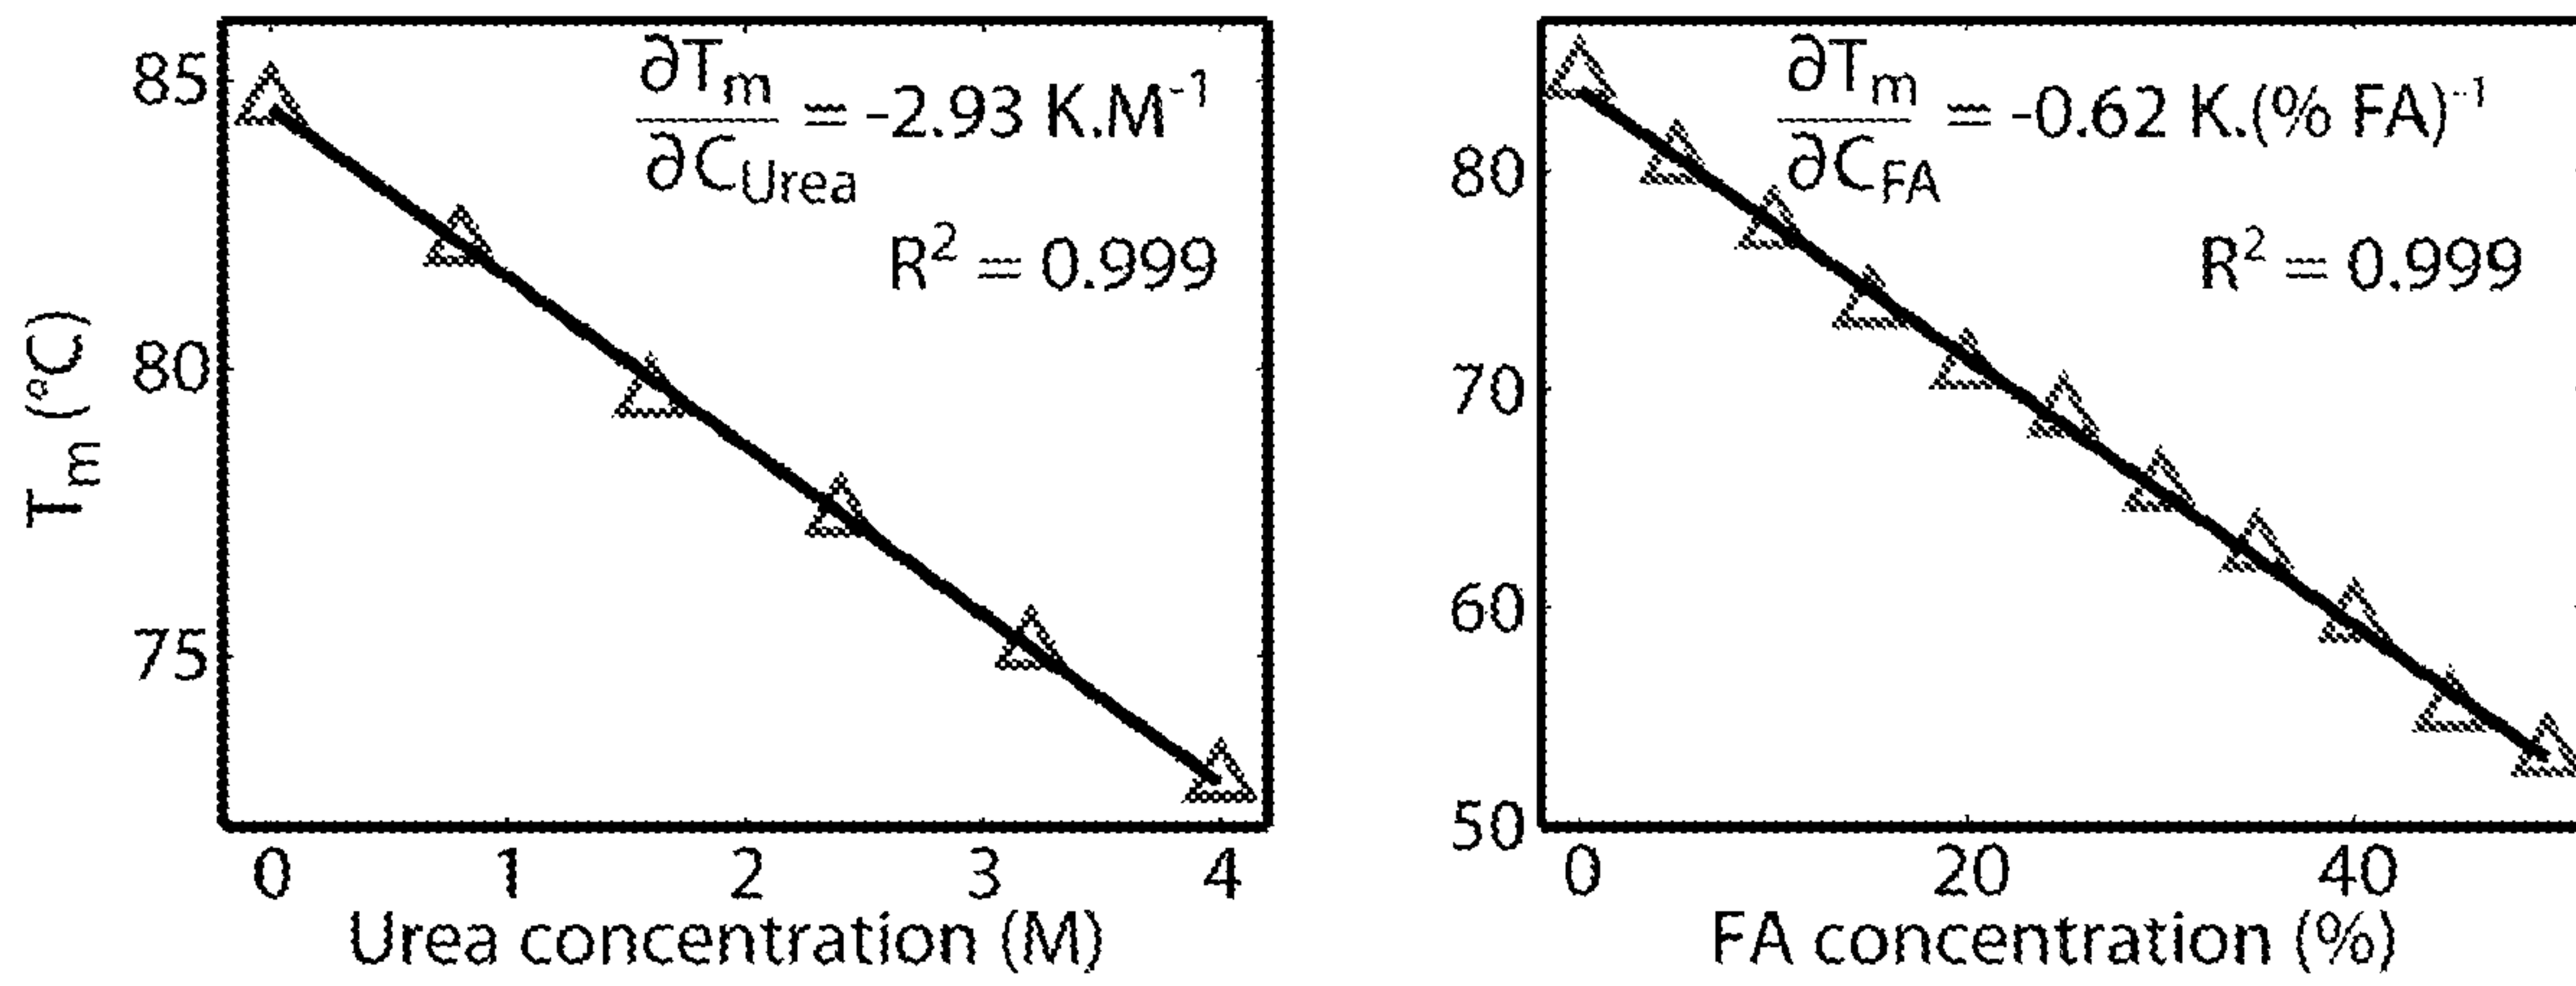 85
80
75
Tm (°C)
∂Tm
∂CUrea
= -2.93 K.M⁻¹
R² = 0.999
0 1 2 3 4
Urea concentration (M)
80
70
60
50
∂Tm
∂CFA
= -0.62 K.(% FA)⁻¹
R² = 0.999
0 20 40
FA concentration (%)